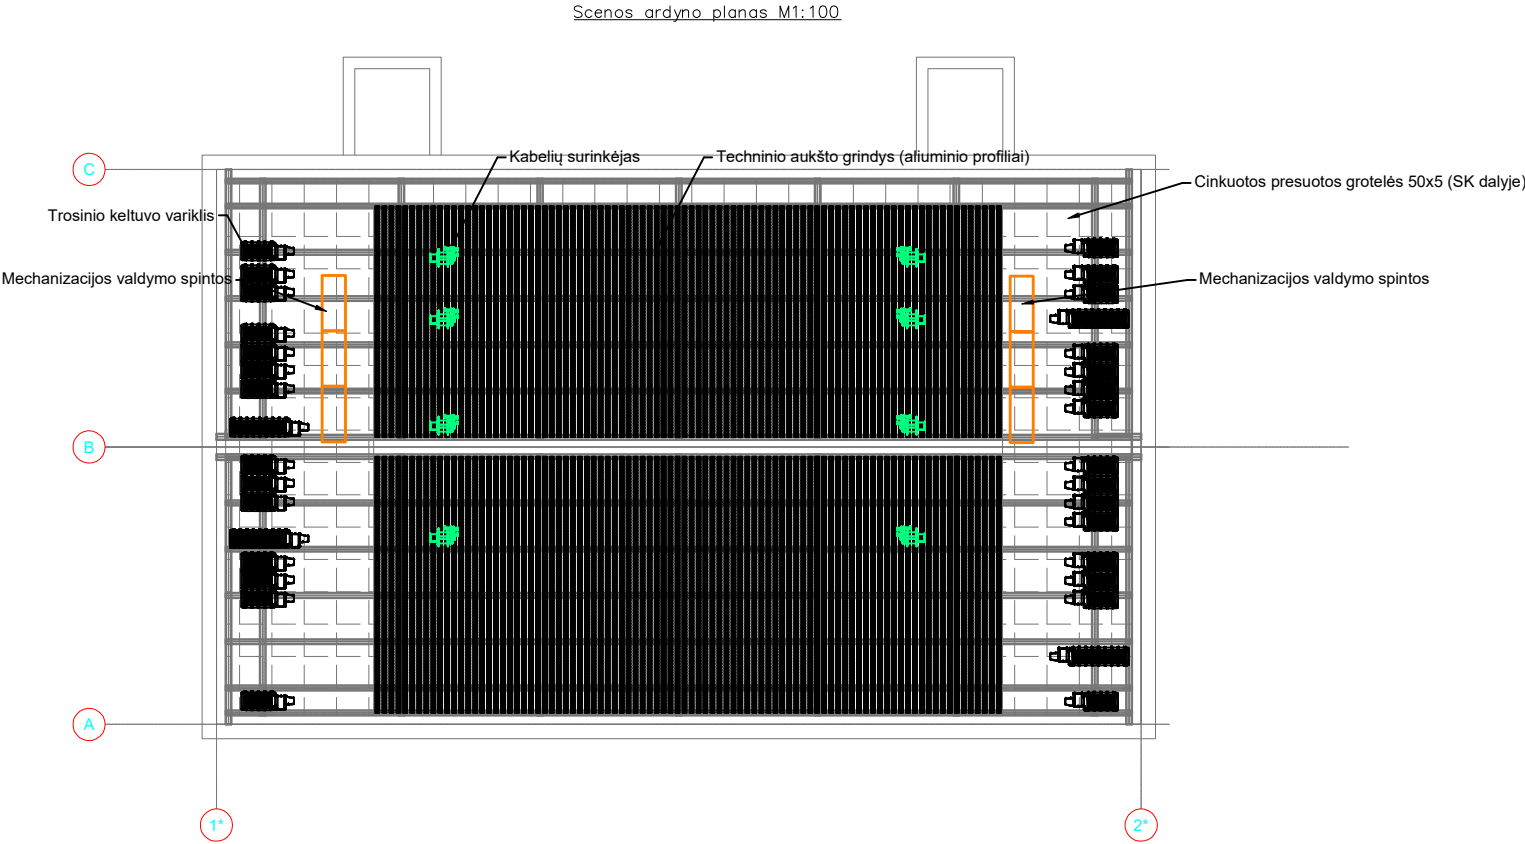 Scenos ardyno planas M1:100
Kabelių surinkėjas
Techninio aukšto grindys (aliuminio profiliai)
C
Cinkuotos presuotos grotelės 50x5 (SK dalyje)
Trosinio keltuvo variklis
Mechanizacijos valdymo spintos
Mechanizacijos valdymo spintos
B
A
1*
2*